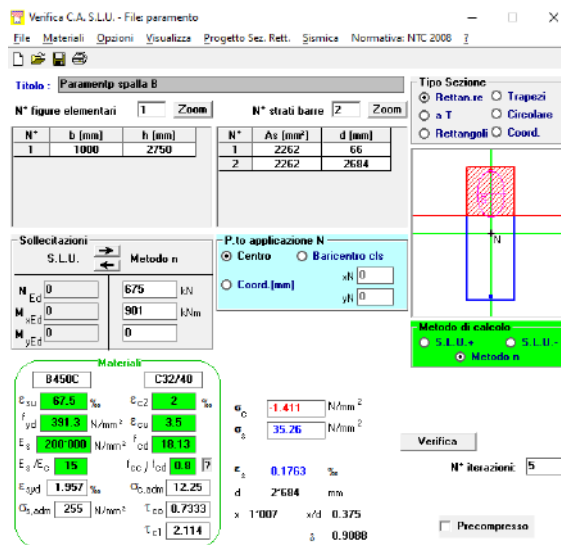 Verifica C.A. S.L.U. - File: paramento
File Materiali Opzioni Visualizza Progetto Sez. Rett. Sismica Normativa: NTC 2008 ?
Titolo : Paramentp spalla B
N° figure elementari 1 Zoom N° strati barre 2 Zoom
N° b [mm] h [mm]
1 1000 2750
N° As [mm²] d [mm]
1 2262 66
2 2262 2684
Tipo Sezione
Rettan.re Trapezi
a T Circolare
Rettangoli Coord.
N
Sollecitazioni
S.L.U. Metodo n
N Ed 0 675 kN
M xEd 0 901 kNm
M yEd 0 0
P.to applicazione N
Centro Baricentro cls
Coord.[mm] xN 0
yN 0
Metodo di calcolo
S.L.U.+ S.L.U.-
Metodo n
Materiali
B450C C32/40
εsu 67.5 ‰ εc2 2 ‰
fyd 391.3 N/mm² εcu 3.5
Es 200'000 N/mm² fcd 18.13
Es/Ec 15 fcc/fcd 0.8 ?
εsyd 1.957 ‰ σc,adm 12.25
σs,adm 255 N/mm² τco 0.7333
τc1 2.114
σc -1.411 N/mm²
σs 35.26 N/mm²
εs 0.1763 ‰
d 2'684 mm
x 1'007 x/d 0.375
δ 0.9088
Verifica
N° iterazioni: 5
Precompresso